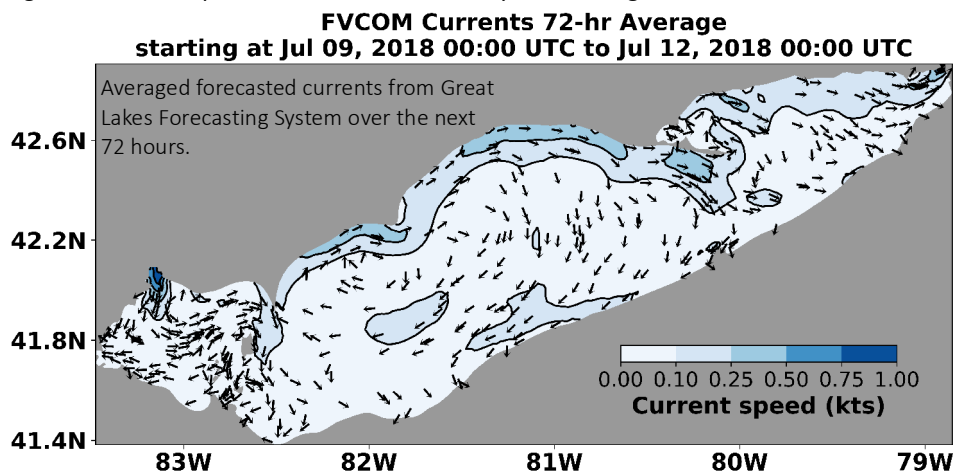 FVCOM Currents 72-hr Average
starting at Jul 09, 2018 00:00 UTC to Jul 12, 2018 00:00 UTC
Averaged forecasted currents from Great
Lakes Forecasting System over the next
72 hours.
42.6N
42.2N
41.8N
41.4N
0.00 0.10 0.25 0.50 0.75 1.00
Current speed (kts)
83W 82W 81W 80W 79W